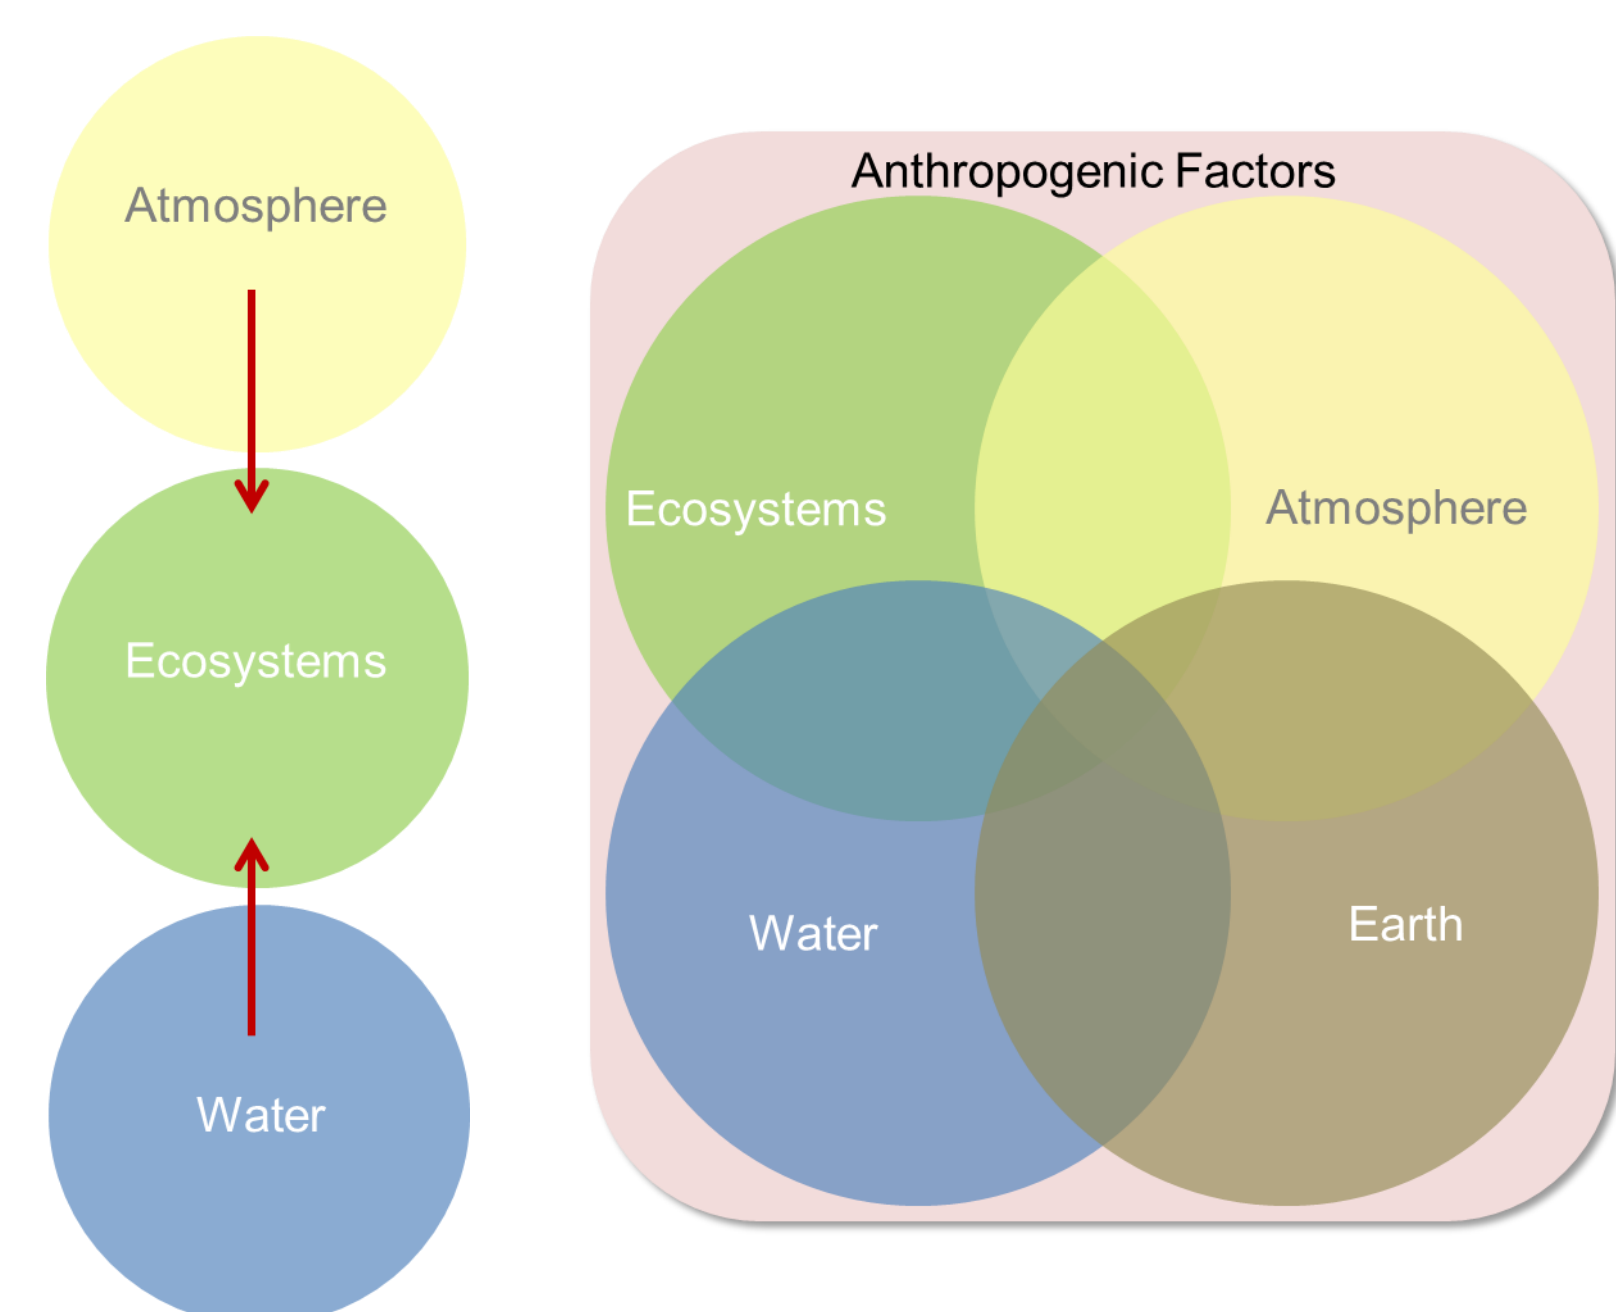 Atmosphere
Ecosystems
Water
Anthropogenic Factors
Ecosystems
Atmosphere
Water
Earth